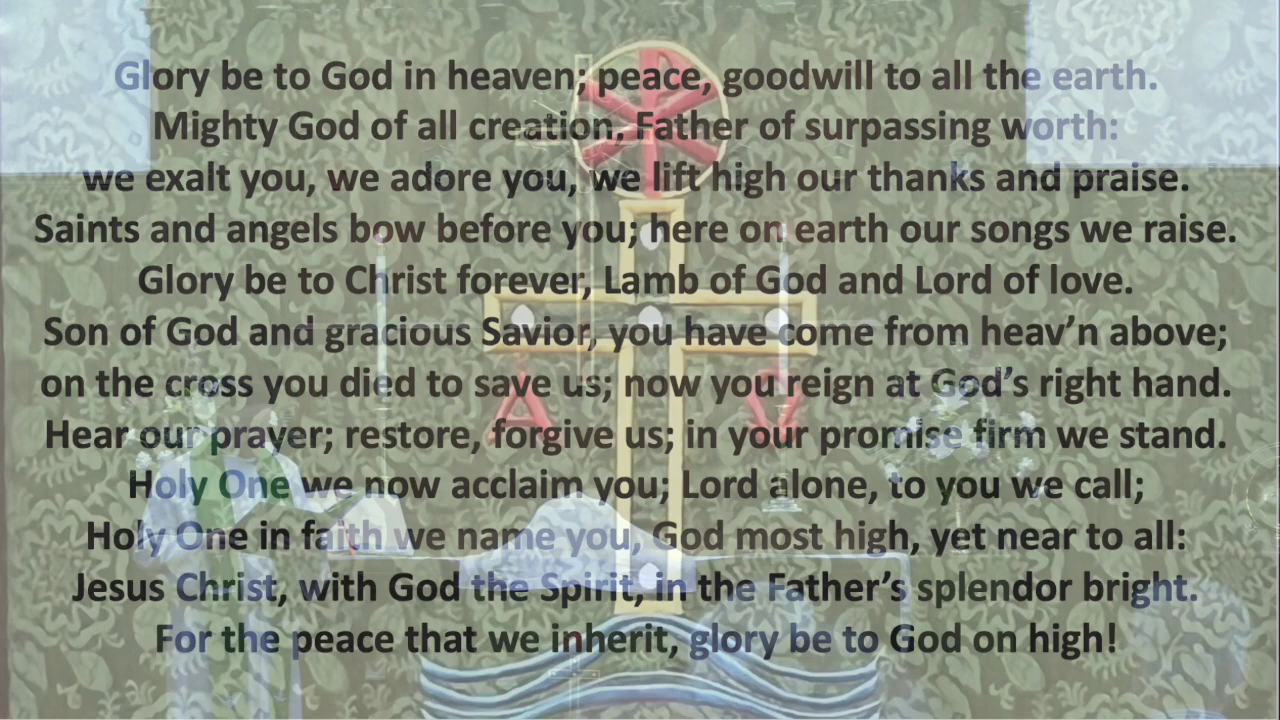 Glory be to God in heaven; peace, goodwill to all the earth.
Mighty God of all creation, Father of surpassing worth:
we exalt you, we adore you, we lift high our thanks and praise.
Saints and angels bow before you; here on earth our songs we raise.
Glory be to Christ forever, Lamb of God and Lord of love.
Son of God and gracious Savior, you have come from heav’n above;
on the cross you died to save us; now you reign at God’s right hand.
Hear our prayer; restore, forgive us; in your promise firm we stand.
Holy One we now acclaim you; Lord alone, to you we call;
Holy One in faith we name you, God most high, yet near to all:
Jesus Christ, with God the Spirit, in the Father’s splendor bright.
For the peace that we inherit, glory be to God on high!